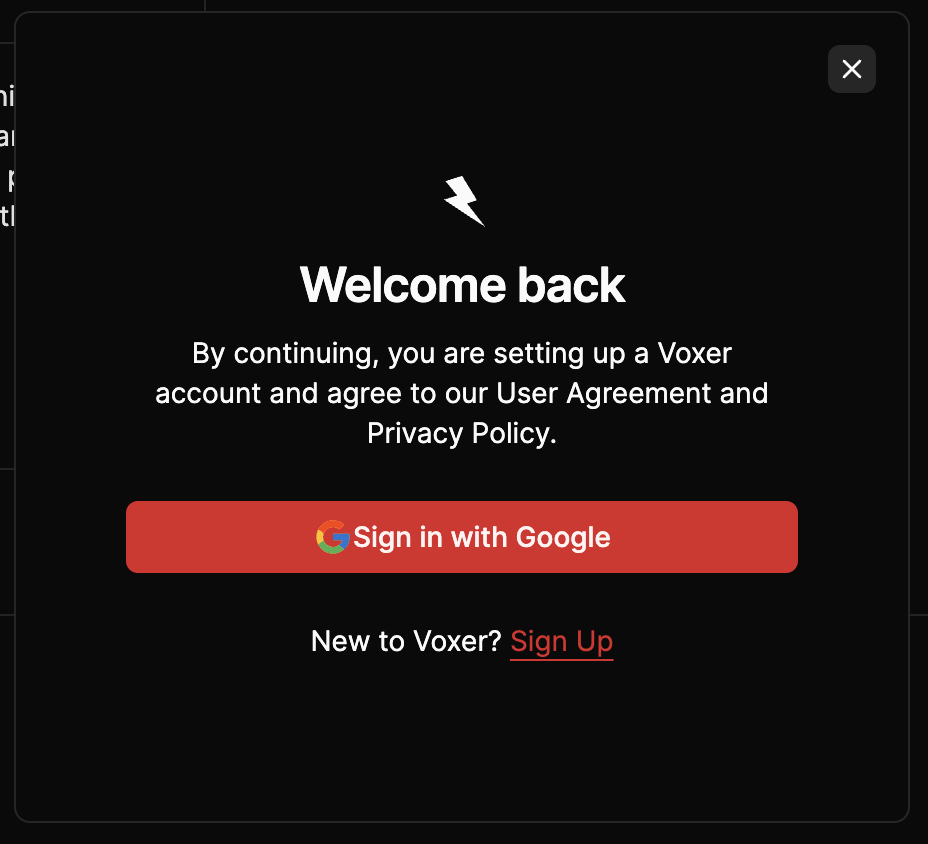 Welcome back
By continuing, you are setting up a Voxer
account and agree to our User Agreement and
Privacy Policy.
Sign in with Google
New to Voxer? Sign Up